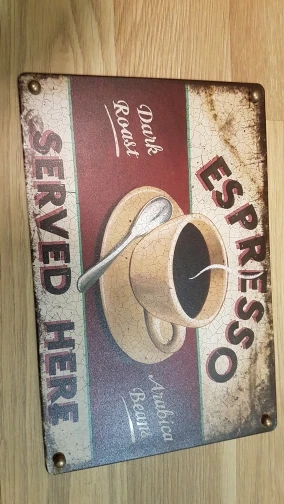 ESPRESSO
Dark
Roast
Arabica
Beans
SERVED HERE